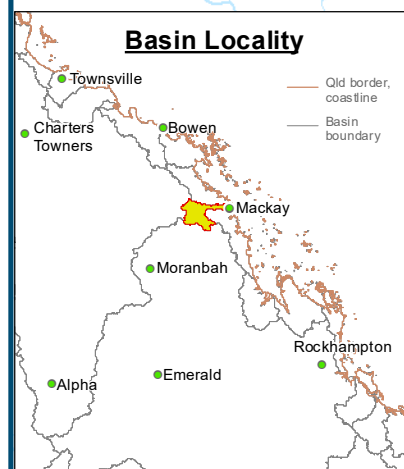 Basin Locality
Townsville
Qld border,
coastline
Basin
boundary
Charters
Towners
Bowen
Mackay
Moranbah
Rockhampton
Alpha
Emerald